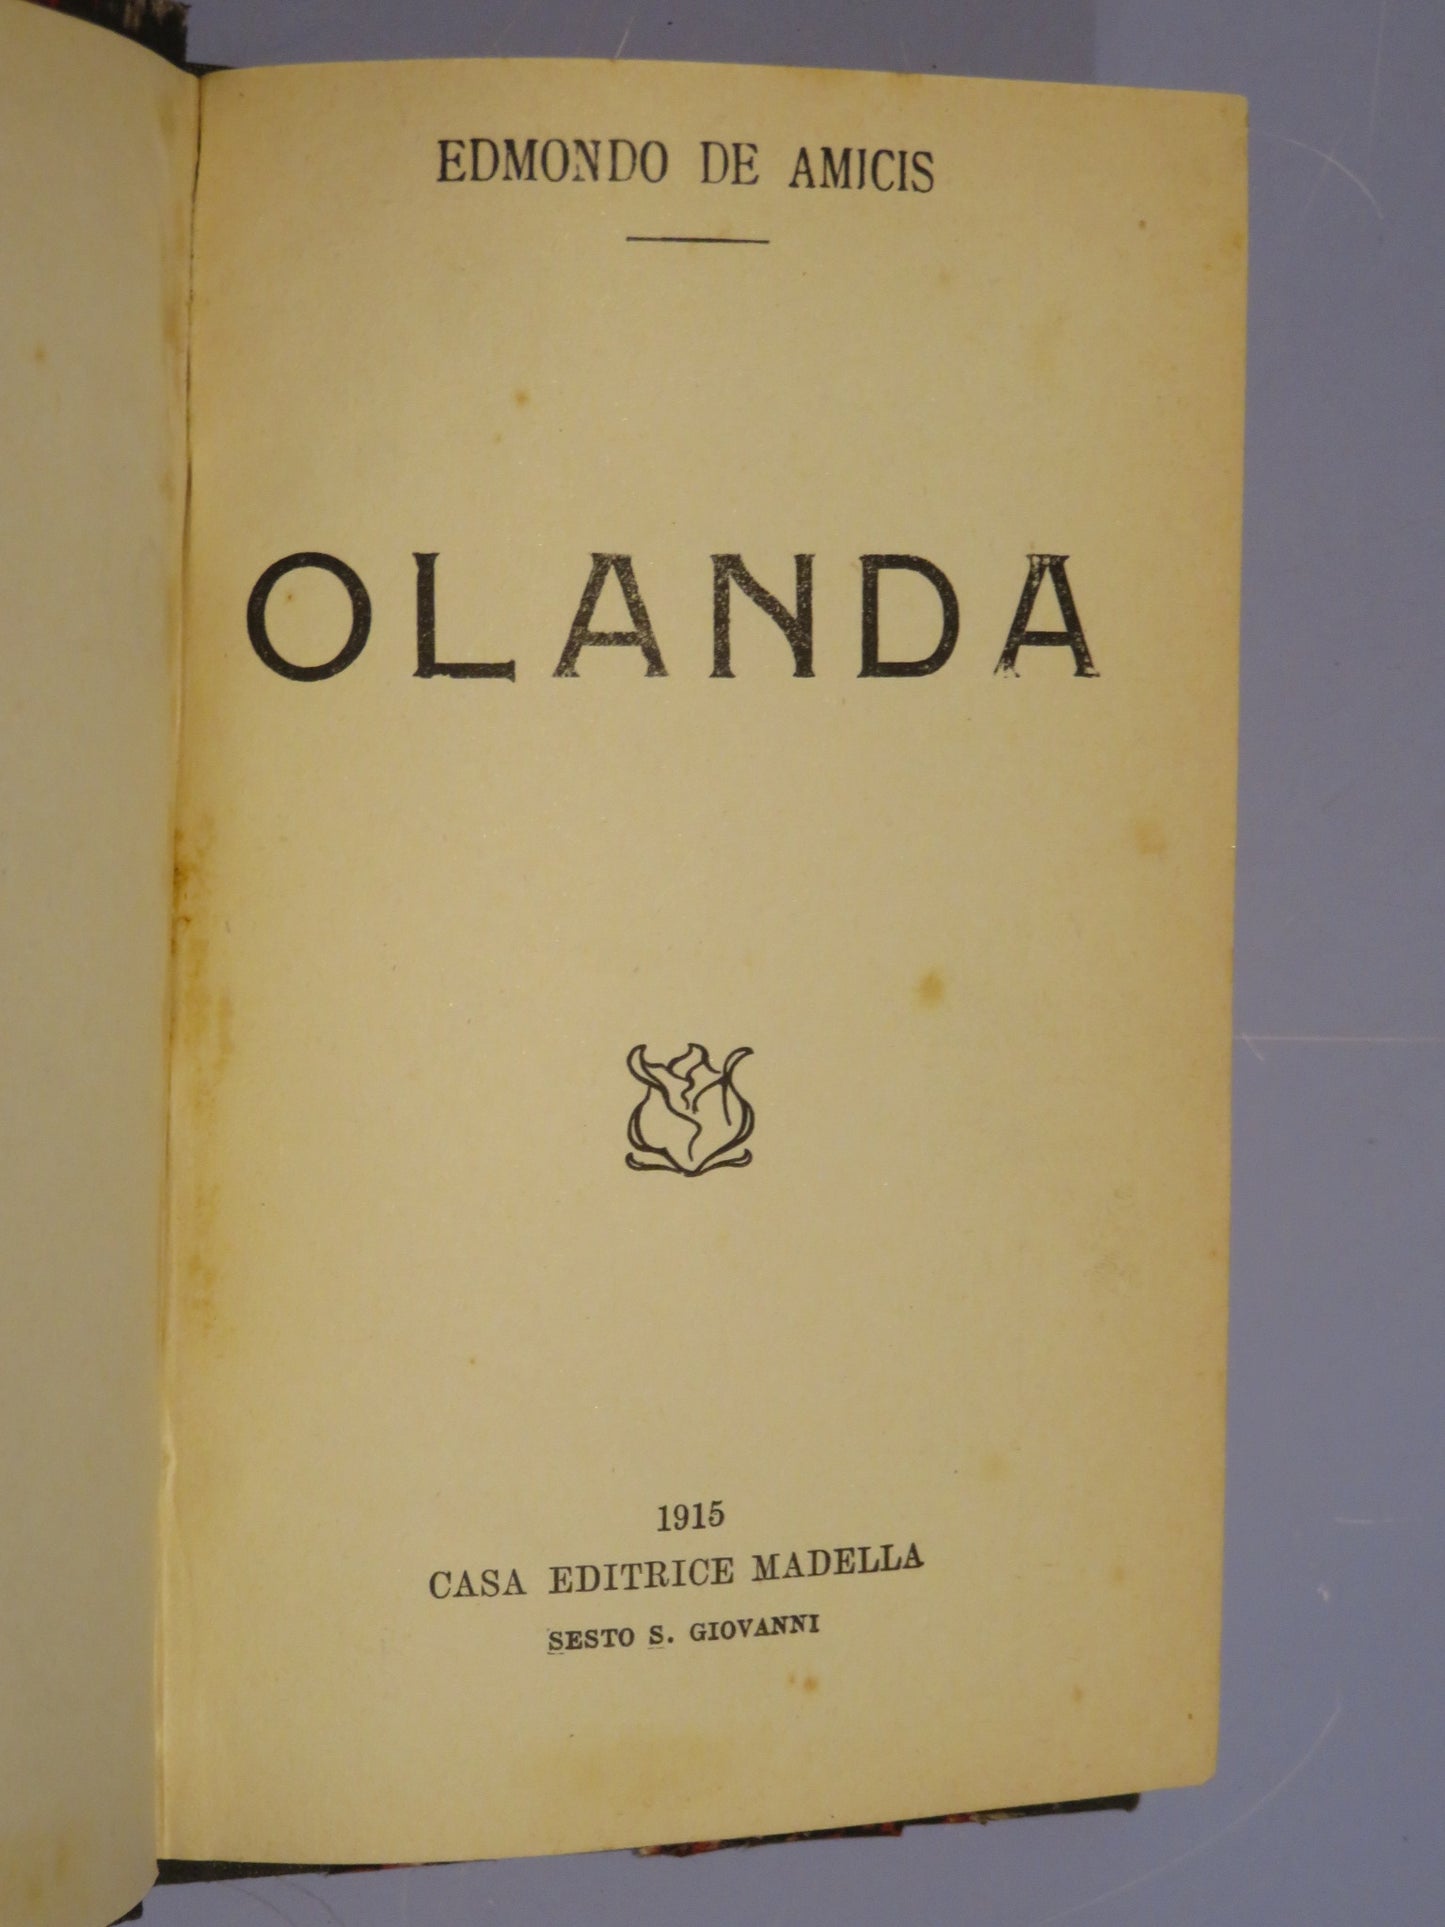 EDMONDO DE AMICIS
OLANDA
1915
CASA EDITRICE MADELLA
SESTO S. GIOVANNI